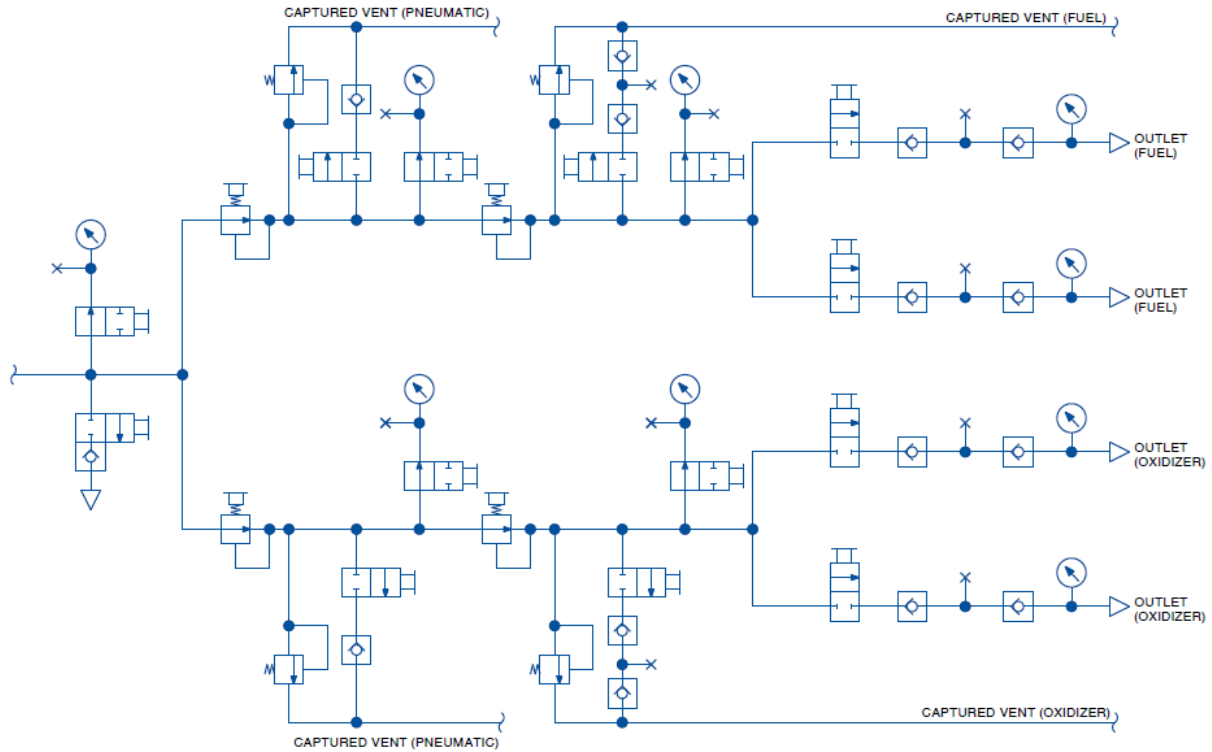 CAPTURED VENT (PNEUMATIC)
CAPTURED VENT (FUEL)
OUTLET
(FUEL)
OUTLET
(FUEL)
OUTLET
(OXIDIZER)
OUTLET
(OXIDIZER)
CAPTURED VENT (OXIDIZER)
CAPTURED VENT (PNEUMATIC)